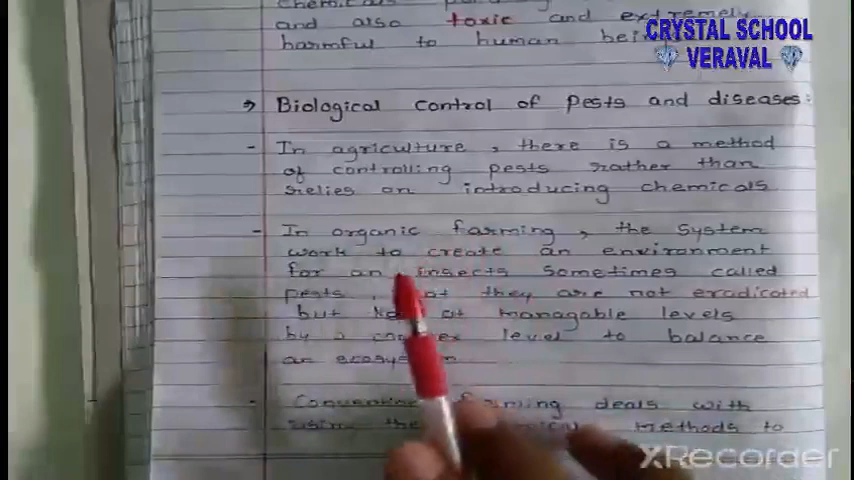 and also toxic and extremely
harmful to human
CRYSTAL SCHOOL
VERAVAL
→ Biological control of pests and diseases:
- In agriculture, there is a method
of controlling pests rather than
relies on introducing chemicals
- In organic farming, the system
work to create an environment
for an insects sometimes called
pests, they are not eradicated
but at managable levels
by a level to balance
an
- farming deals with
methods to
XRecorder